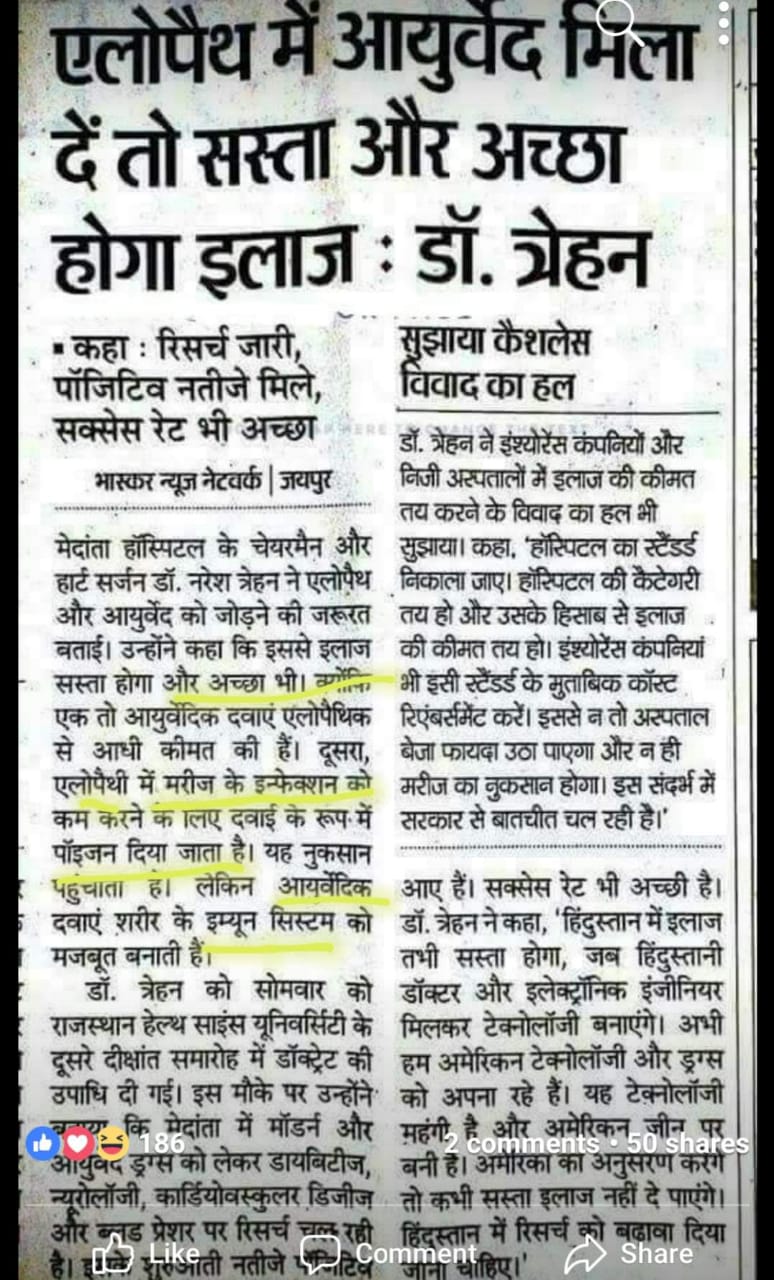 एलोपैथ में आयुर्वेद मिला
दें तो सस्ता और अच्छा
होगा इलाज : डॉ. त्रेहन
▪ कहा : रिसर्च जारी,
पॉजिटिव नतीजे मिले,
सक्सेस रेट भी अच्छा
भास्कर न्यूज नेटवर्क | जयपुर
मेदांता हॉस्पिटल के चेयरमैन और
हार्ट सर्जन डॉ. नरेश त्रेहन ने एलोपैथ
और आयुर्वेद को जोड़ने की जरूरत
बताई। उन्होंने कहा कि इससे इलाज
सस्ता होगा और अच्छा भी। क्योंकि
एक तो आयुर्वेदिक दवाएं एलोपैथिक
से आधी कीमत की हैं। दूसरा,
एलोपैथी में मरीज के इन्फेक्शन को
कम करने के लिए दवाई के रूप में
पॉइजन दिया जाता है। यह नुकसान
पहुंचाता है। लेकिन आयुर्वेदिक
दवाएं शरीर के इम्यून सिस्टम को
मजबूत बनाती हैं।
डॉ. त्रेहन को सोमवार को
राजस्थान हेल्थ साइंस यूनिवर्सिटी के
दूसरे दीक्षांत समारोह में डॉक्ट्रेट की
उपाधि दी गई। इस मौके पर उन्होंने
कि मेदांता में मॉडर्न और
आयुर्वेद ड्रग्स को लेकर डायबिटीज,
न्यूरोलॉजी, कार्डियोवस्कुलर डिजीज
और ब्लड प्रेशर पर रिसर्च चल रही
है। इसके शुरुआती नतीजे पॉजिटिव
सुझाया कैशलेस
विवाद का हल
डॉ. त्रेहन ने इंश्योरेंस कंपनियों और
निजी अस्पतालों में इलाज की कीमत
तय करने के विवाद का हल भी
सुझाया। कहा, 'हॉस्पिटल का स्टैंडर्ड
निकाला जाए। हॉस्पिटल की कैटेगरी
तय हो और उसके हिसाब से इलाज
की कीमत तय हो। इंश्योरेंस कंपनियां
भी इसी स्टैंडर्ड के मुताबिक कॉस्ट
रिएंबर्समेंट करें। इससे न तो अस्पताल
बेजा फायदा उठा पाएगा और न ही
मरीज का नुकसान होगा। इस संदर्भ में
सरकार से बातचीत चल रही है।'
आए हैं। सक्सेस रेट भी अच्छी है।
डॉ. त्रेहन ने कहा, 'हिंदुस्तान में इलाज
तभी सस्ता होगा, जब हिंदुस्तानी
डॉक्टर और इलेक्ट्रॉनिक इंजीनियर
मिलकर टेक्नोलॉजी बनाएंगे। अभी
हम अमेरिकन टेक्नोलॉजी और ड्रग्स
को अपना रहे हैं। यह टेक्नोलॉजी
महंगी है और अमेरिकन जीन पर
बनी है। अमेरिका का अनुसरण करेंगे
तो कभी सस्ता इलाज नहीं दे पाएंगे।
हिंदुस्तान में रिसर्च को बढावा दिया
जाना चाहिए।'
186
2 comments • 50 shares
Like Comment Share